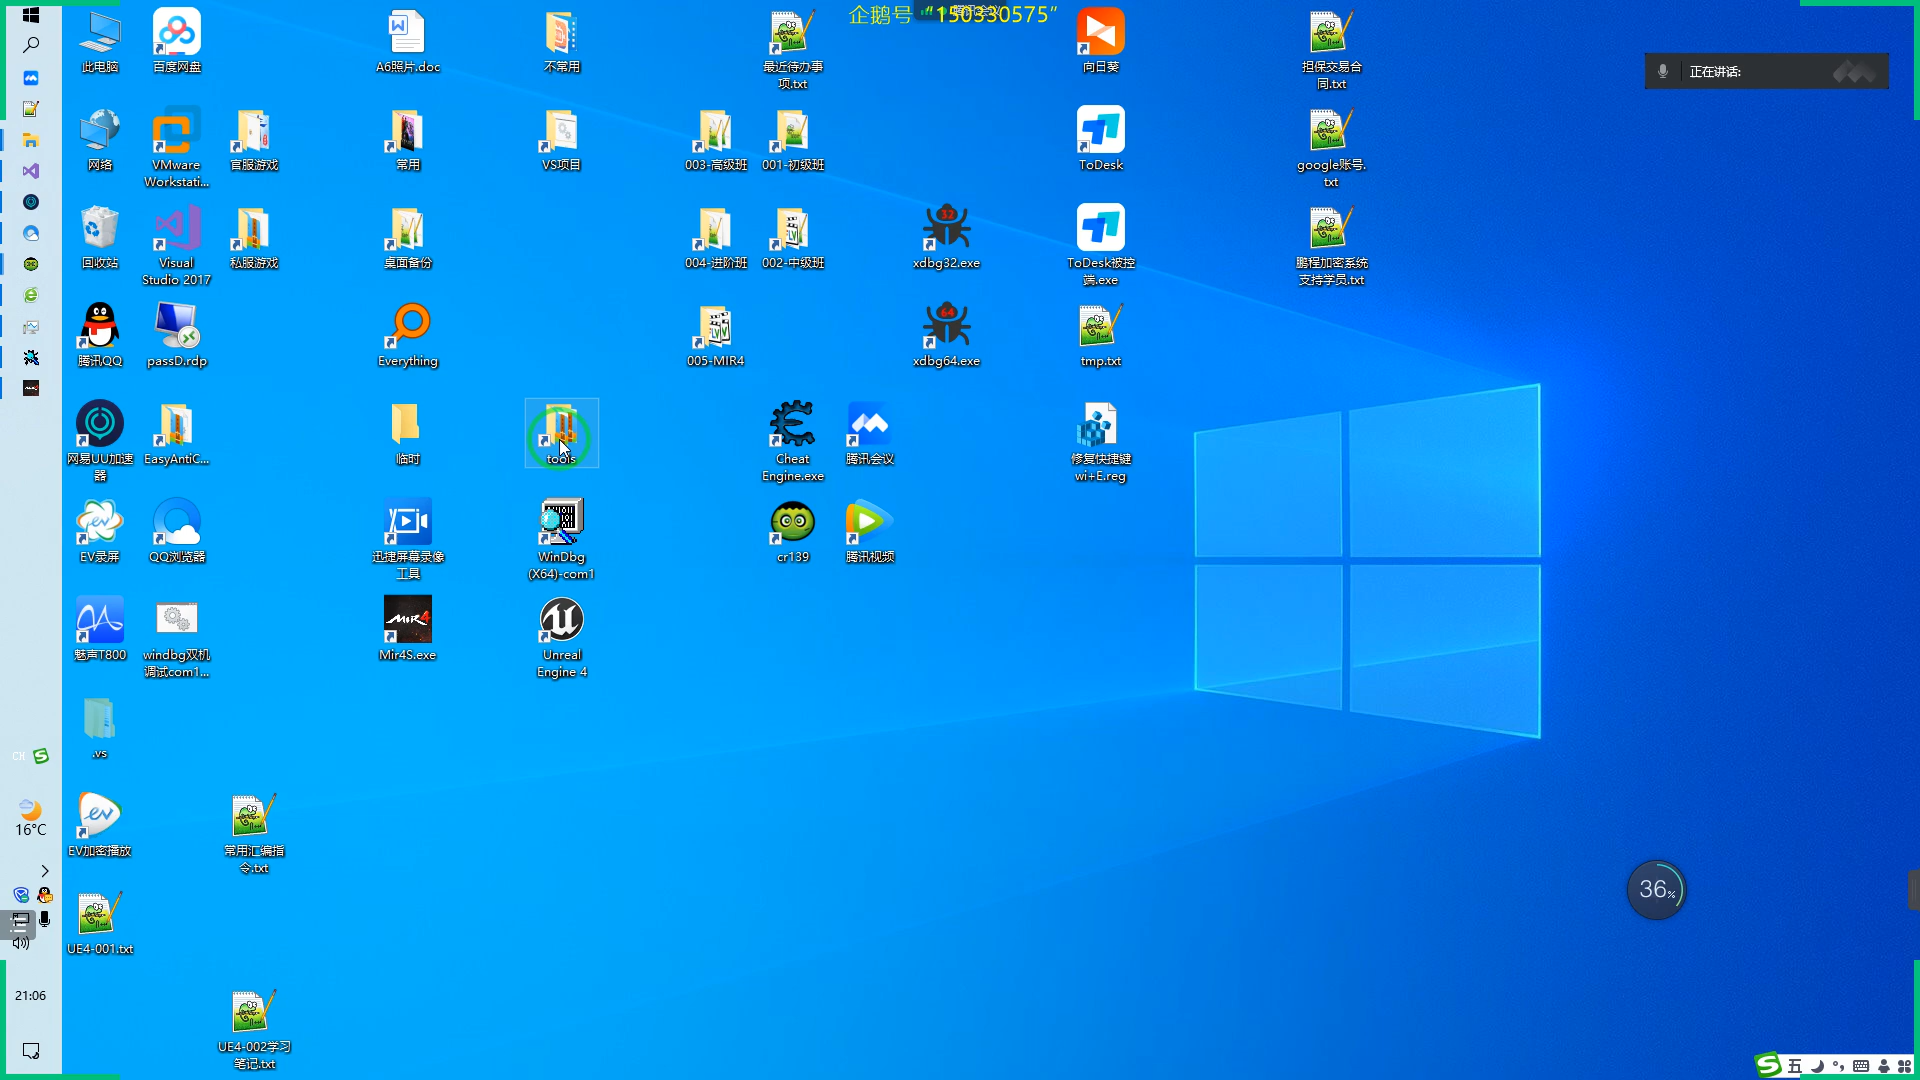 企鹅号“150330575”
正在讲话:
此电脑
百度网盘
A6照片.doc
不常用
最近待办事
项.txt
向日葵
担保交易合
同.txt
网络
VMware
Workstati...
官服游戏
常用
VS项目
003-高级班
001-初级班
ToDesk
google账号.
txt
回收站
Visual
Studio 2017
私服游戏
桌面备份
004-进阶班
002-中级班
xdbg32.exe
ToDesk被控
端.exe
鹏程加密系统
支持学员.txt
腾讯QQ
passD.rdp
Everything
005-MIR4
xdbg64.exe
tmp.txt
网易UU加速
器
EasyAntiC...
临时
tools
Cheat
Engine.exe
腾讯会议
修复快捷键
wi+E.reg
EV录屏
QQ浏览器
迅捷屏幕录像
工具
WinDbg
(X64)-com1
cr139
腾讯视频
魅声T800
windbg双机
调试com1...
Mir4S.exe
Unreal
Engine 4
.vs
EV加密播放
常用汇编指
令.txt
UE4-001.txt
UE4-002学习
笔记.txt
CH
16°C
21:06
36%
五